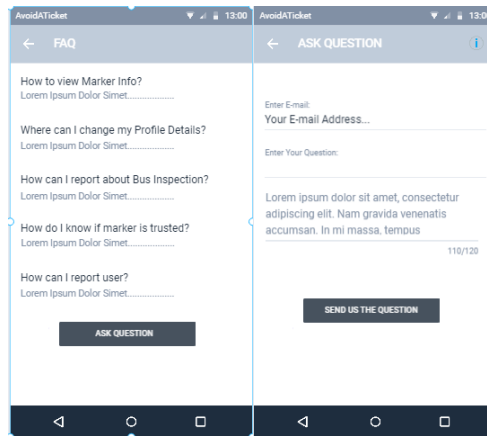 AvoidATicket 13:00
FAQ
How to view Marker Info?
Lorem Ipsum Dolor Simet...................
Where can I change my Profile Details?
Lorem Ipsum Dolor Simet...................
How can I report about Bus Inspection?
Lorem Ipsum Dolor Simet...................
How do I know if marker is trusted?
Lorem Ipsum Dolor Simet...................
How can I report user?
Lorem Ipsum Dolor Simet...................
ASK QUESTION
AvoidATicket 13:00
ASK QUESTION
Enter E-mail:
Your E-mail Address...
Enter Your Question:
Lorem ipsum dolor sit amet, consectetur
adipiscing elit. Nam gravida venenatis
accumsan. In mi massa, tempus
110/120
SEND US THE QUESTION